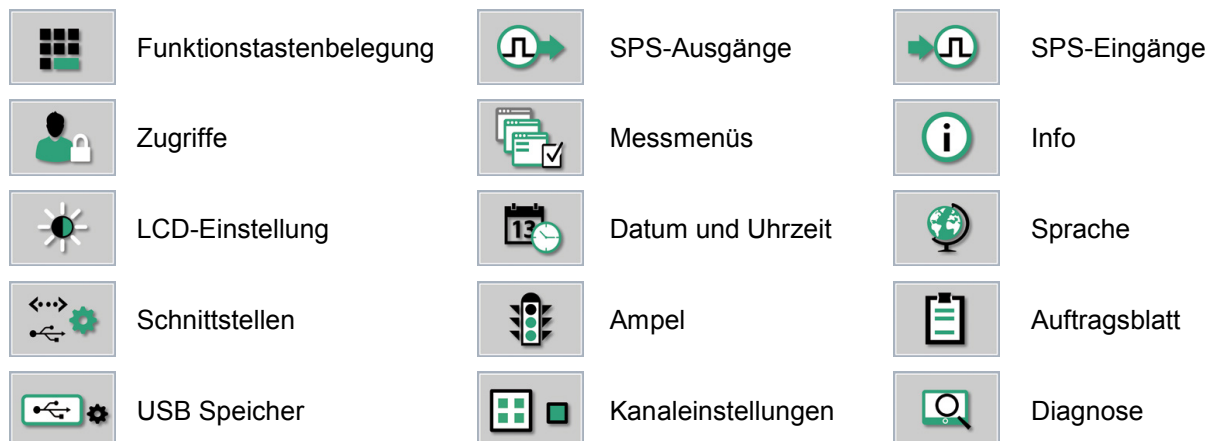 Funktionstastenbelegung
SPS-Ausgänge
SPS-Eingänge
Zugriffe
Messmenüs
Info
LCD-Einstellung
13
Datum und Uhrzeit
Sprache
Schnittstellen
Ampel
Auftragsblatt
USB Speicher
Kanaleinstellungen
Diagnose